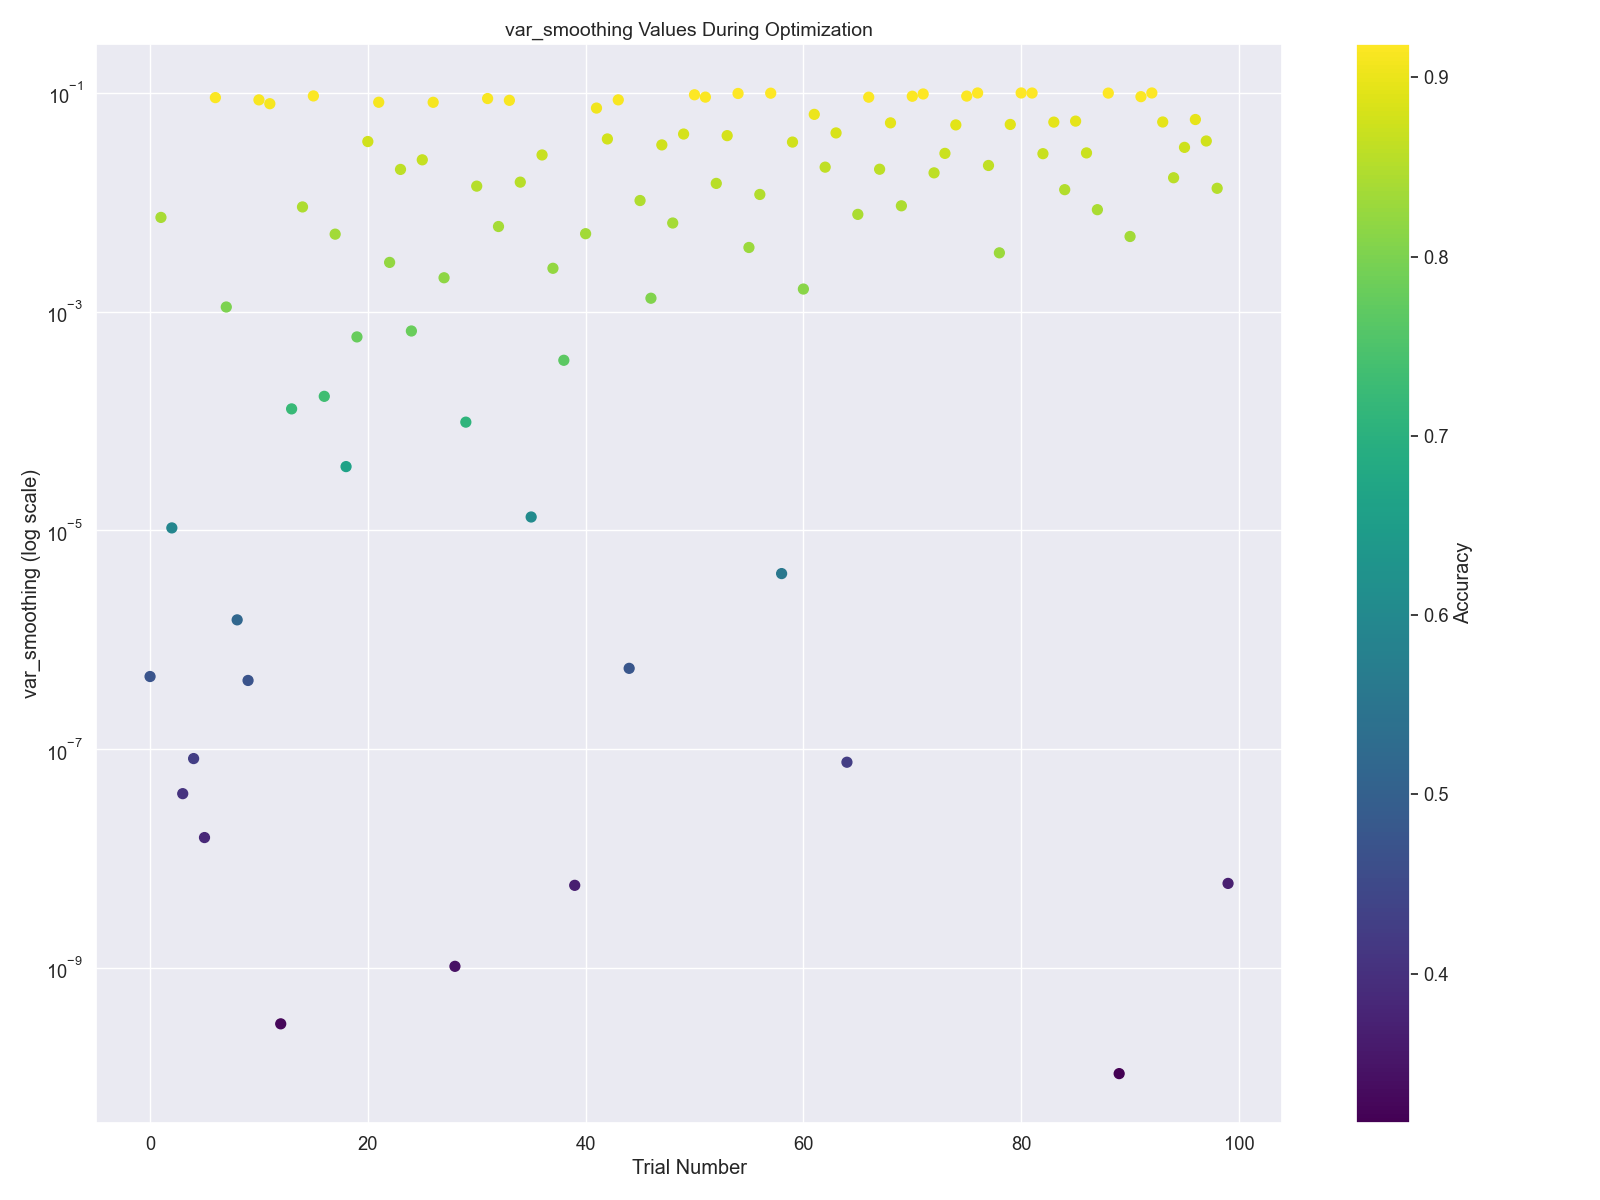 var_smoothing Values During Optimization
10⁻¹
10⁻³
10⁻⁵
10⁻⁷
10⁻⁹
var_smoothing (log scale)
0 20 40 60 80 100
Trial Number
0.9
0.8
0.7
0.6
0.5
0.4
Accuracy